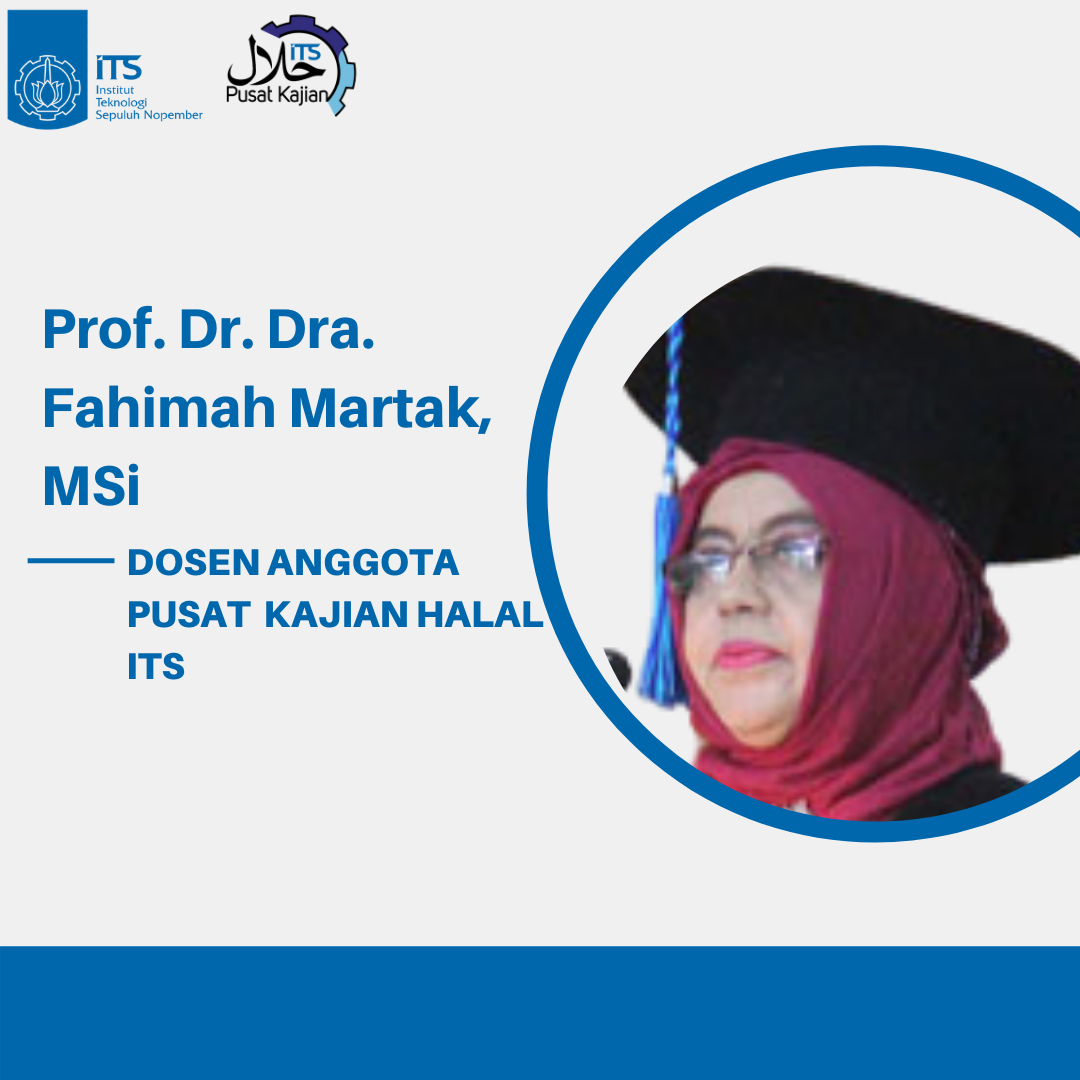 iTS
Institut
Teknologi
Sepuluh Nopember
iTS
حلال
Pusat Kajian
Prof. Dr. Dra.
Fahimah Martak,
MSi
DOSEN ANGGOTA
PUSAT KAJIAN HALAL
ITS